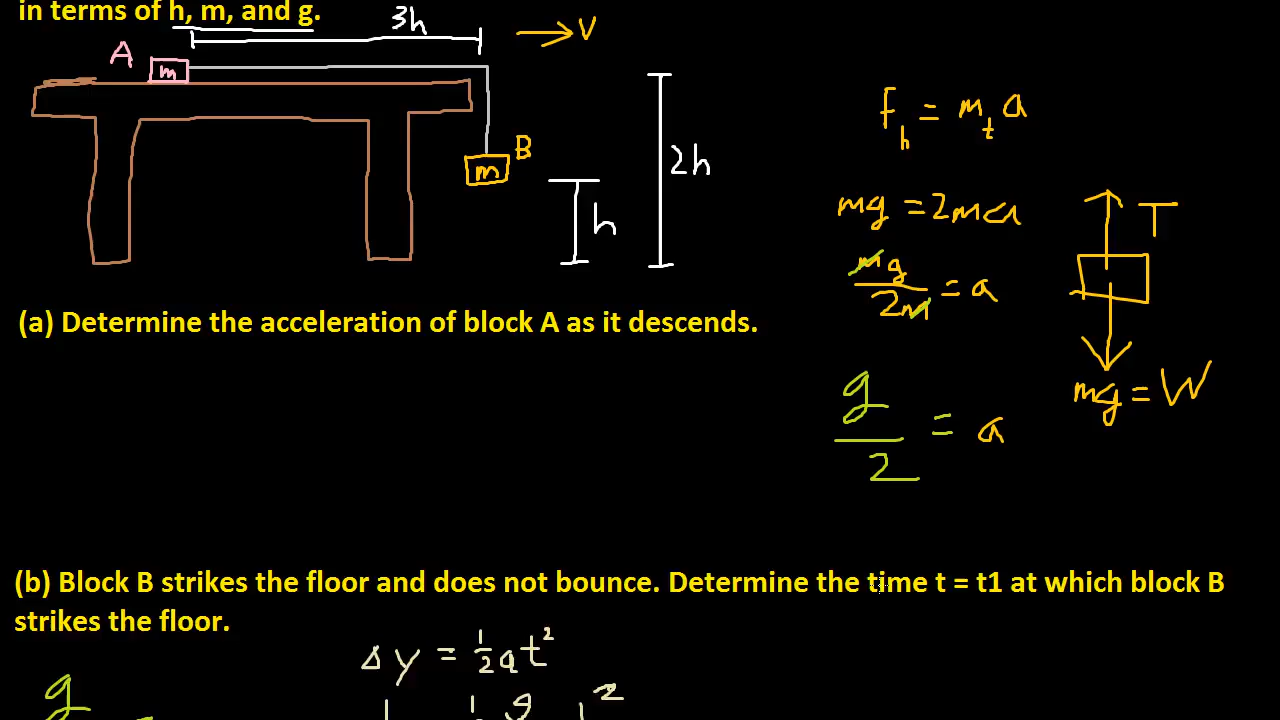 in terms of h, m, and g.
3h
V
A
m
B
m
2h
h
F_h = m_t a
mg = 2ma
mg/2m = a
T
mg = W
g/2 = a
(a) Determine the acceleration of block A as it descends.
(b) Block B strikes the floor and does not bounce. Determine the time t = t1 at which block B
strikes the floor.
Δy = ½at²
g